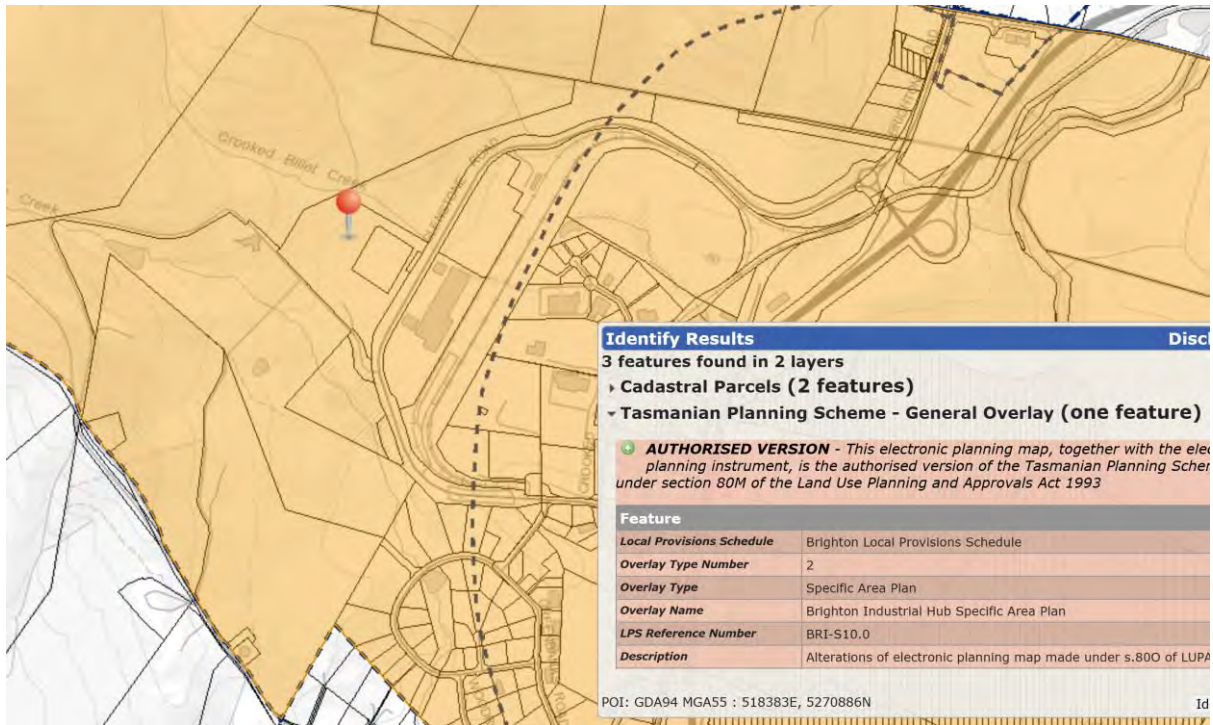 Crooked Billet Creek
Creek
ROAD
ROAD
ROAD
Identify Results
3 features found in 2 layers
Cadastral Parcels (2 features)
Tasmanian Planning Scheme - General Overlay (one feature)
AUTHORISED VERSION - This electronic planning map, together with the
planning instrument, is the authorised version of the Tasmanian Planning
under section 80M of the Land Use Planning and Approvals Act 1993
Feature
Local Provisions Schedule Brighton Local Provisions Schedule
Overlay Type Number 2
Overlay Type Specific Area Plan
Overlay Name Brighton Industrial Hub Specific Area Plan
LPS Reference Number BRI-S10.0
Description Alterations of electronic planning map made under s.80O of LUPA
POI: GDA94 MGA55 : 518383E, 5270886N